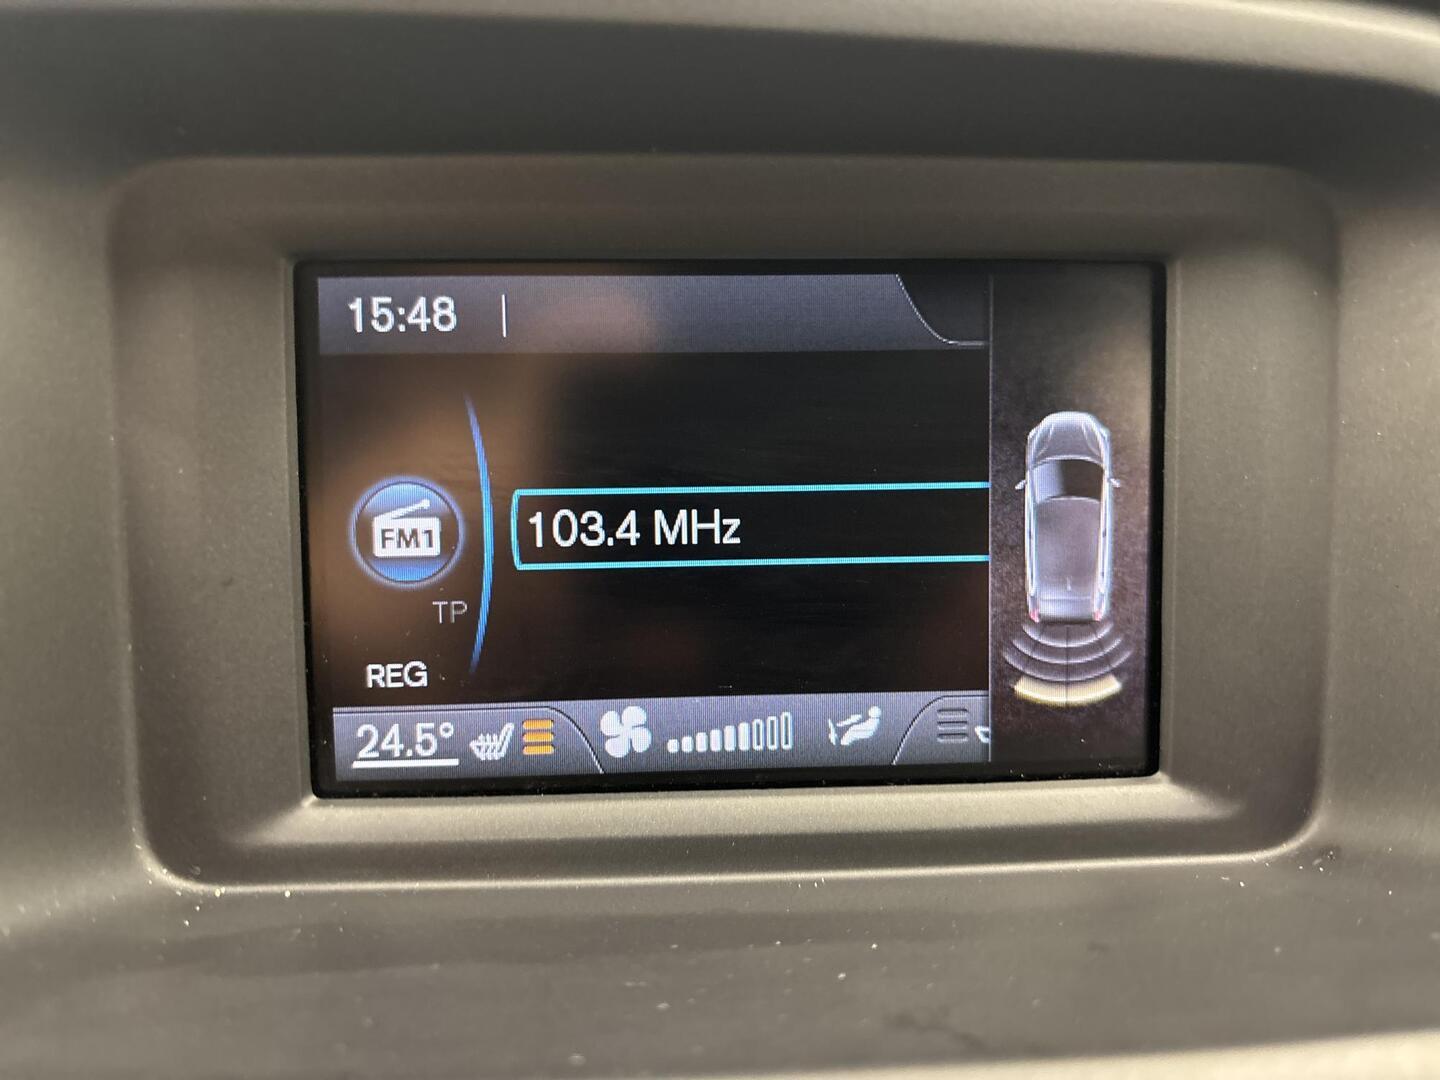 15:48
103.4 MHz
FM1
TP
REG
24.5°